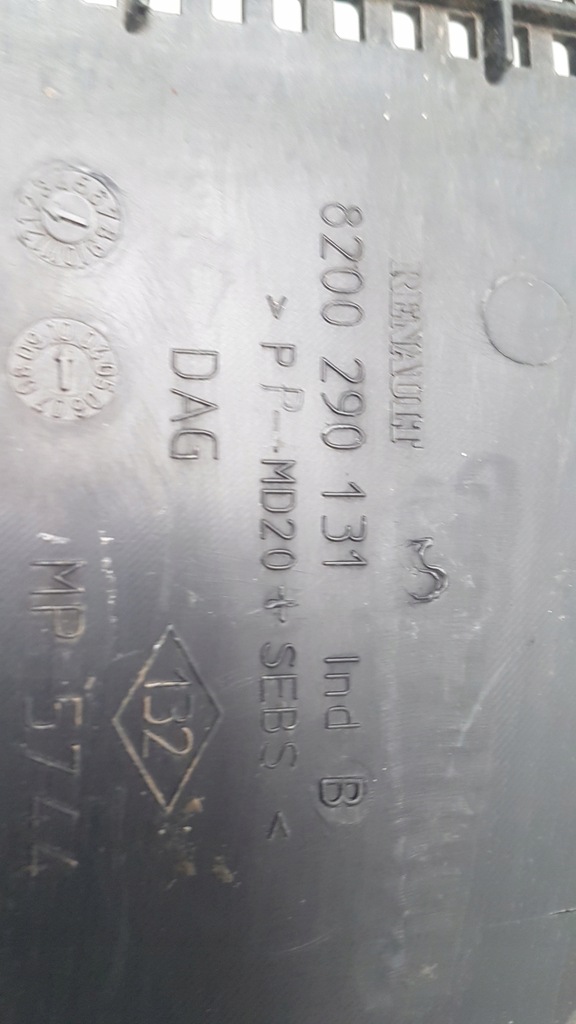 RENAULT
8200 290 131 Ind B
>PP-MD20+SEBS<
DAG
132
MP 5744